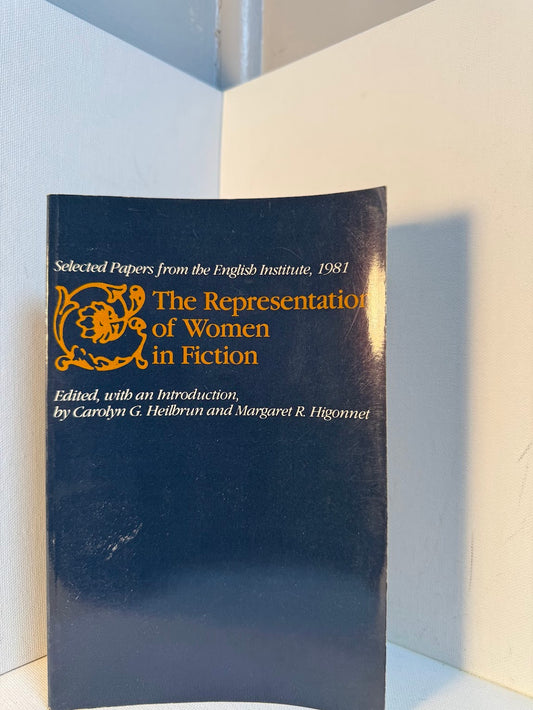 Selected Papers from the English Institute, 1981
The Representation
of Women
in Fiction
Edited, with an Introduction,
by Carolyn G. Heilbrun and Margaret R. Higonnet